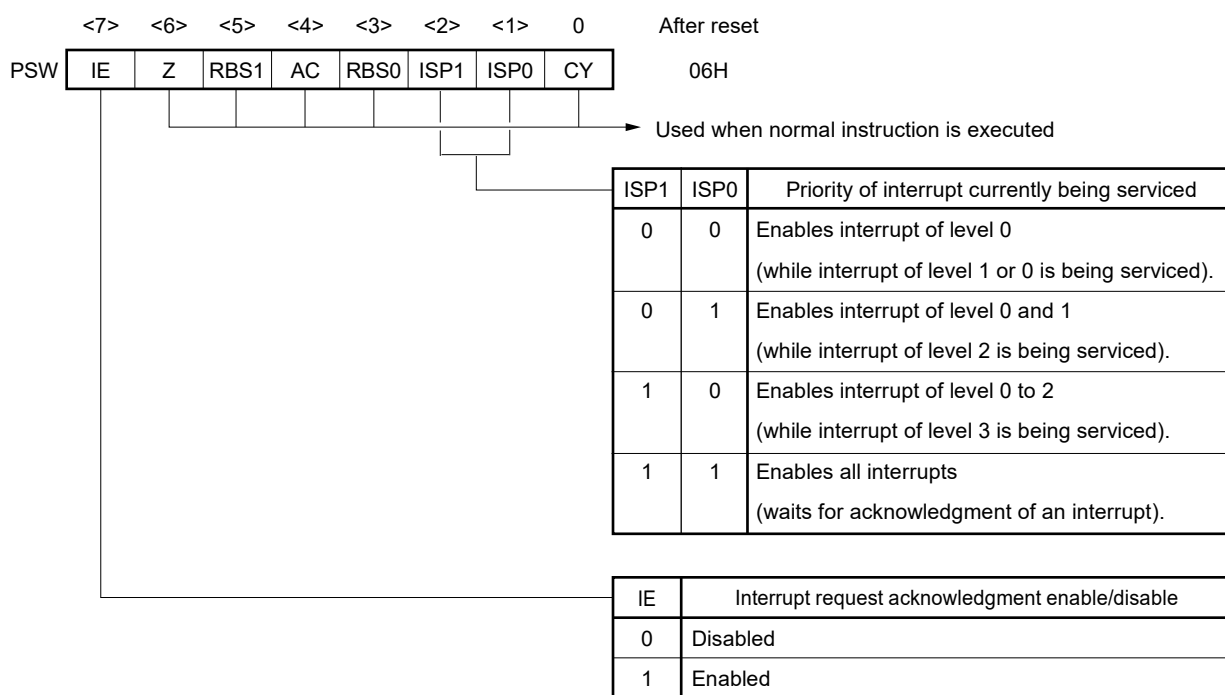 <7> <6> <5> <4> <3> <2> <1> 0 After reset
PSW IE Z RBS1 AC RBS0 ISP1 ISP0 CY 06H
Used when normal instruction is executed
ISP1 ISP0 Priority of interrupt currently being serviced
0 0 Enables interrupt of level 0
(while interrupt of level 1 or 0 is being serviced).
0 1 Enables interrupt of level 0 and 1
(while interrupt of level 2 is being serviced).
1 0 Enables interrupt of level 0 to 2
(while interrupt of level 3 is being serviced).
1 1 Enables all interrupts
(waits for acknowledgment of an interrupt).
IE Interrupt request acknowledgment enable/disable
0 Disabled
1 Enabled